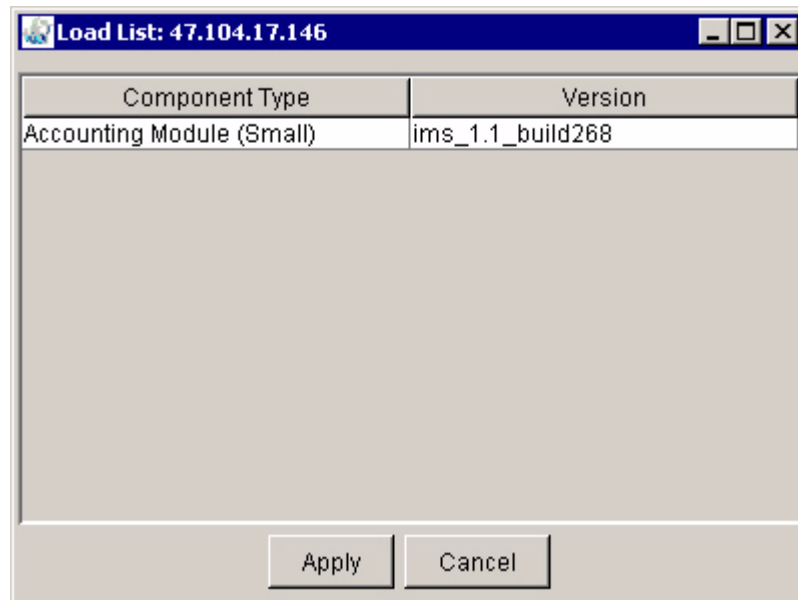 Load List: 47.104.17.146
Component Type Version
Accounting Module (Small) ims_1.1_build268
Apply Cancel